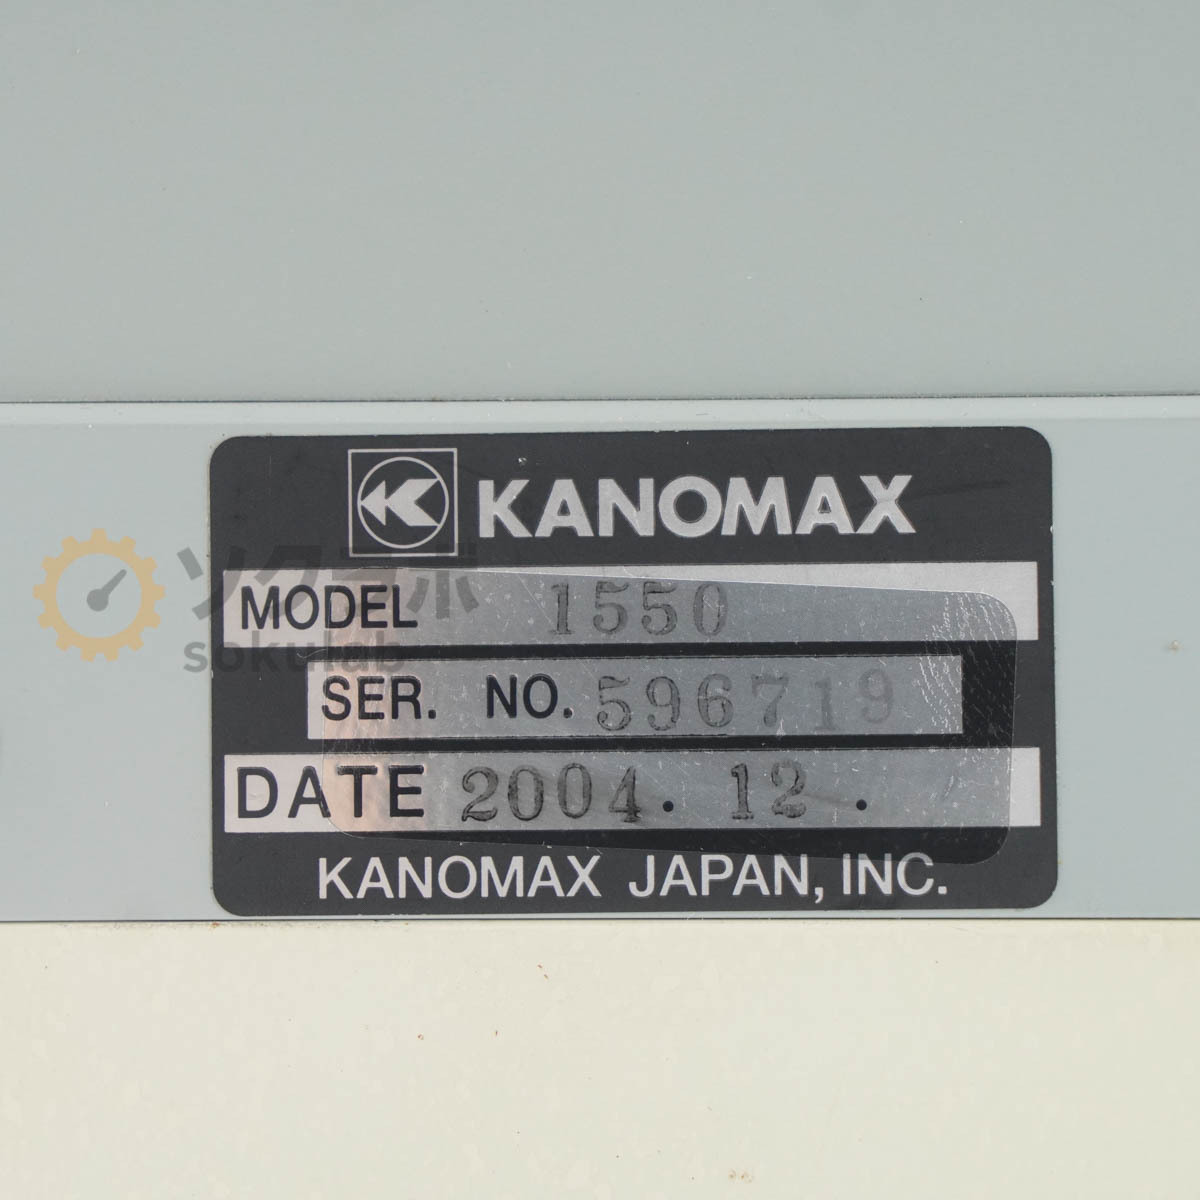 KANOMAX
ソクラボ
MODEL 1550
sokulab
SER. NO. 596719
DATE 2004. 12 .
KANOMAX JAPAN, INC.